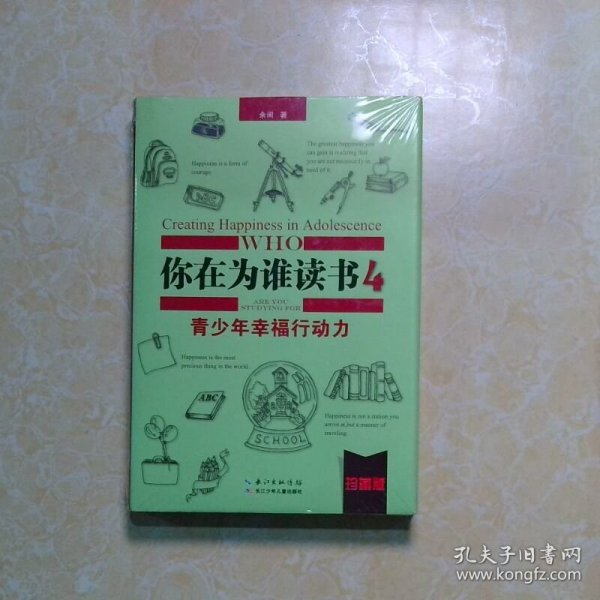 余闲 著
Happiness is a form of
courage.
The greatest happiness you
can gain is realizing that
you are not necessarily in
need of it.
Creating Happiness in Adolescence
WHO
你在为谁读书4
ARE YOU
STUDYING FOR
青少年幸福行动力
Happiness is the most
precious thing in the world.
ABC
SCHOOL
Happiness is not a station you
arrive at,but a manner of
traveling.
长江出版传媒
长江少年儿童出版社
珍藏版
孔夫子旧书网
www.kongfz.com